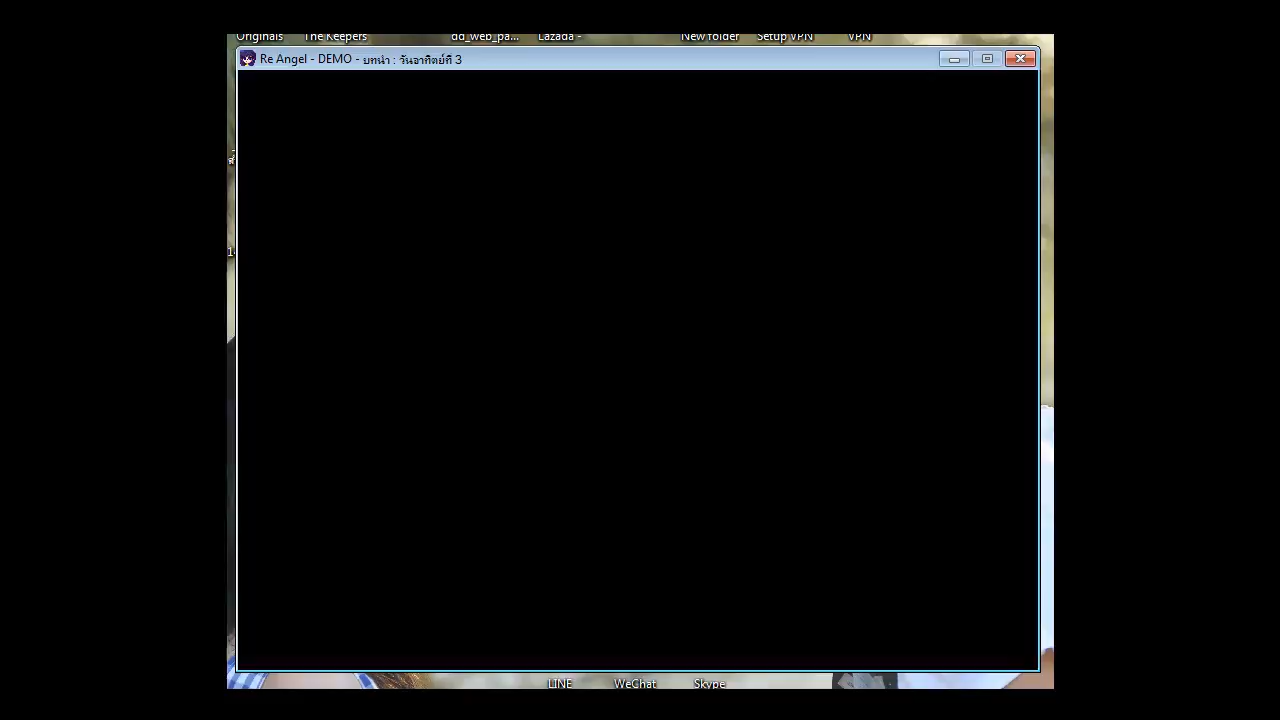 Originals The Keepers dd_web_pa... Lazada - New folder Setup VPN VPN
Re Angel - DEMO - บทนำ : วันอาทิตย์ที่ 3
LINE WeChat Skype